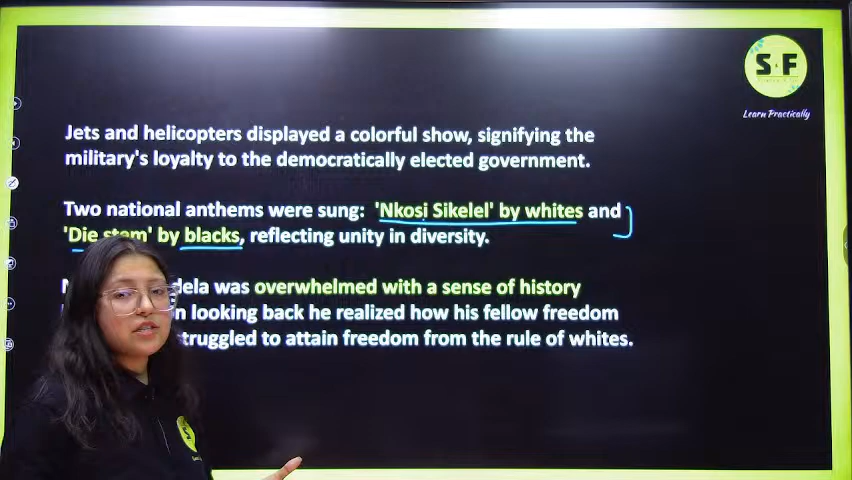 S F
Learn Practically
Jets and helicopters displayed a colorful show, signifying the
military's loyalty to the democratically elected government.
Two national anthems were sung: 'Nkosi Sikelel' by whites and
'Die stem' by blacks, reflecting unity in diversity.
dela was overwhelmed with a sense of history
looking back he realized how his fellow freedom
struggled to attain freedom from the rule of whites.